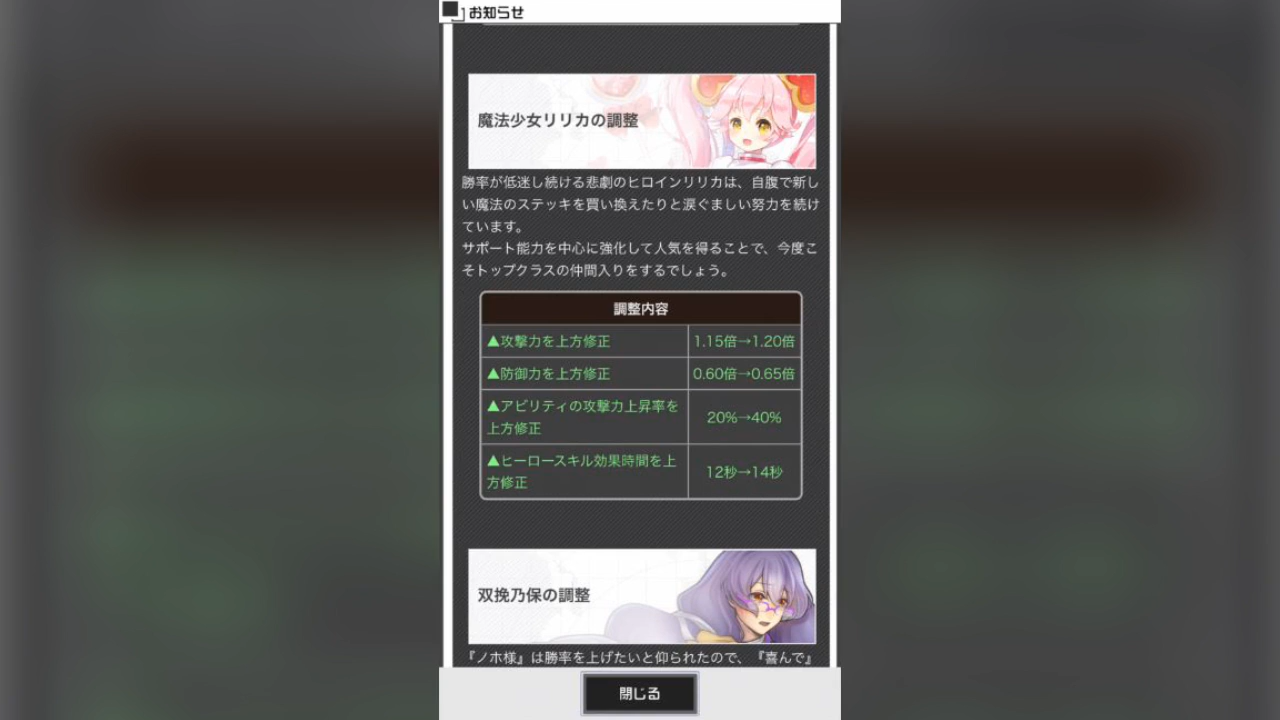 お知らせ
魔法少女リリカの調整
勝率が低迷し続ける悲劇のヒロインリリカは、自腹で新し
い魔法のステッキを買い換えたりと涙ぐましい努力を続け
ています。
サポート能力を中心に強化して人気を得ることで、今度こ
そトップクラスの仲間入りをするでしょう。
調整内容
▲攻撃力を上方修正 1.15倍→1.20倍
▲防御力を上方修正 0.60倍→0.65倍
▲アビリティの攻撃力上昇率を
上方修正
20%→40%
▲ヒーロースキル効果時間を上
方修正
12秒→14秒
双挽乃保の調整
『ノホ様』は勝率を上げたいと仰られたので、『喜んで』
閉じる